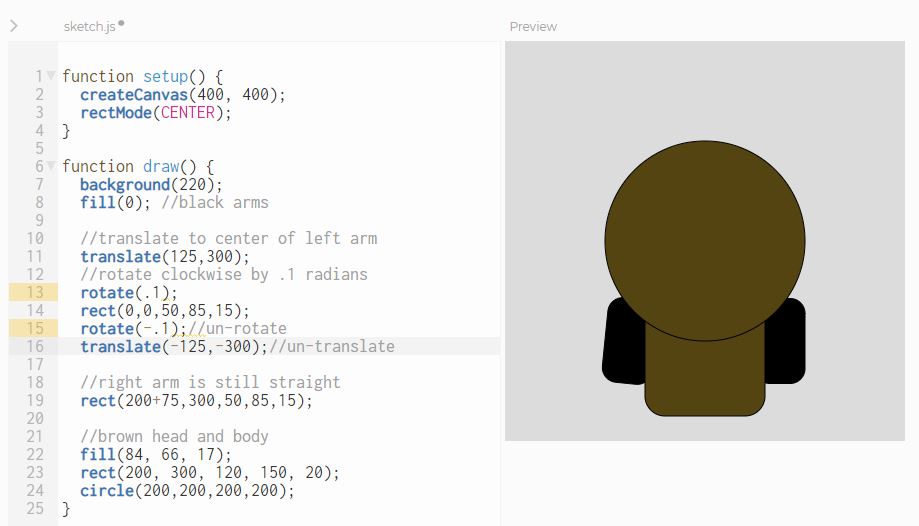 sketch.js
Preview
1 function setup() {
2 createCanvas(400, 400);
3 rectMode(CENTER);
4 }
5
6 function draw() {
7 background(220);
8 fill(0); //black arms
9
10 //translate to center of left arm
11 translate(125,300);
12 //rotate clockwise by .1 radians
13 rotate(.1);
14 rect(0,0,50,85,15);
15 rotate(-.1);//un-rotate
16 translate(-125,-300);//un-translate
17
18 //right arm is still straight
19 rect(200+75,300,50,85,15);
20
21 //brown head and body
22 fill(84, 66, 17);
23 rect(200, 300, 120, 150, 20);
24 circle(200,200,200,200);
25 }